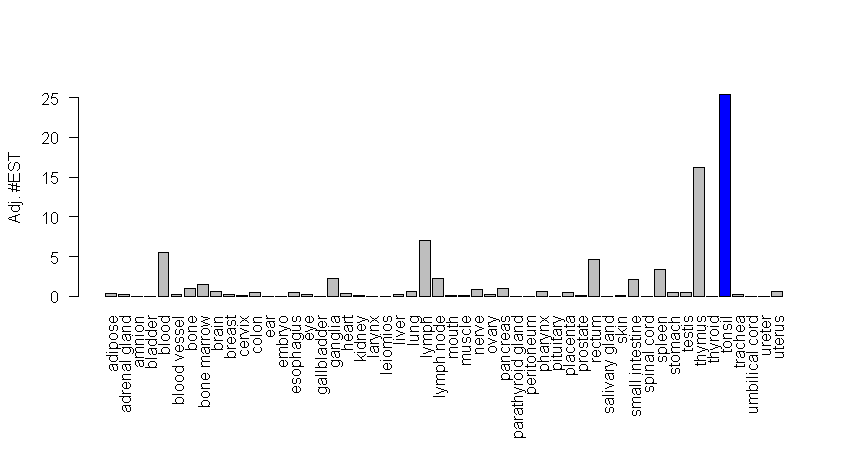 Adj. #EST
25
20
15
10
5
0
adipose
adrenal gland
amnion
bladder
blood
blood vessel
bone
bone marrow
brain
breast
cervix
colon
ear
embryo
esophagus
eye
gallbladder
ganglia
heart
kidney
larynx
leiomios
liver
lung
lymph
lymph node
mouth
muscle
nerve
ovary
pancreas
parathyroid gland
peritoneum
pharynx
pituitary
placenta
prostate
rectum
salivary gland
skin
small intestine
spinal cord
spleen
stomach
testis
thymus
thyroid
tonsil
trachea
umbilical cord
ureter
uterus